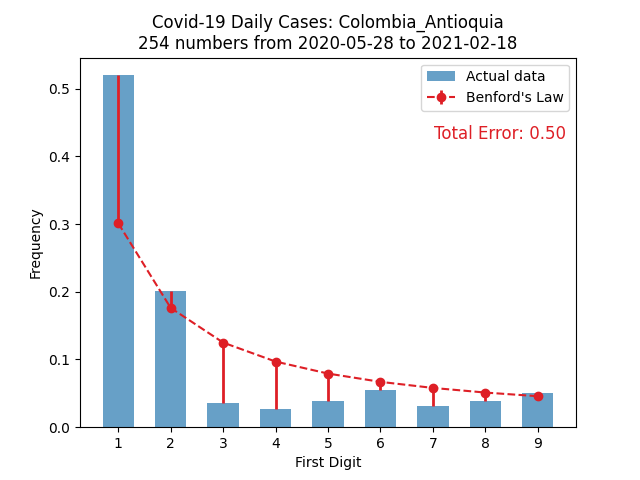 Covid-19 Daily Cases: Colombia_Antioquia
254 numbers from 2020-05-28 to 2021-02-18
Actual data
Benford's Law
Total Error: 0.50
Frequency
0.5
0.4
0.3
0.2
0.1
0.0
1 2 3 4 5 6 7 8 9
First Digit